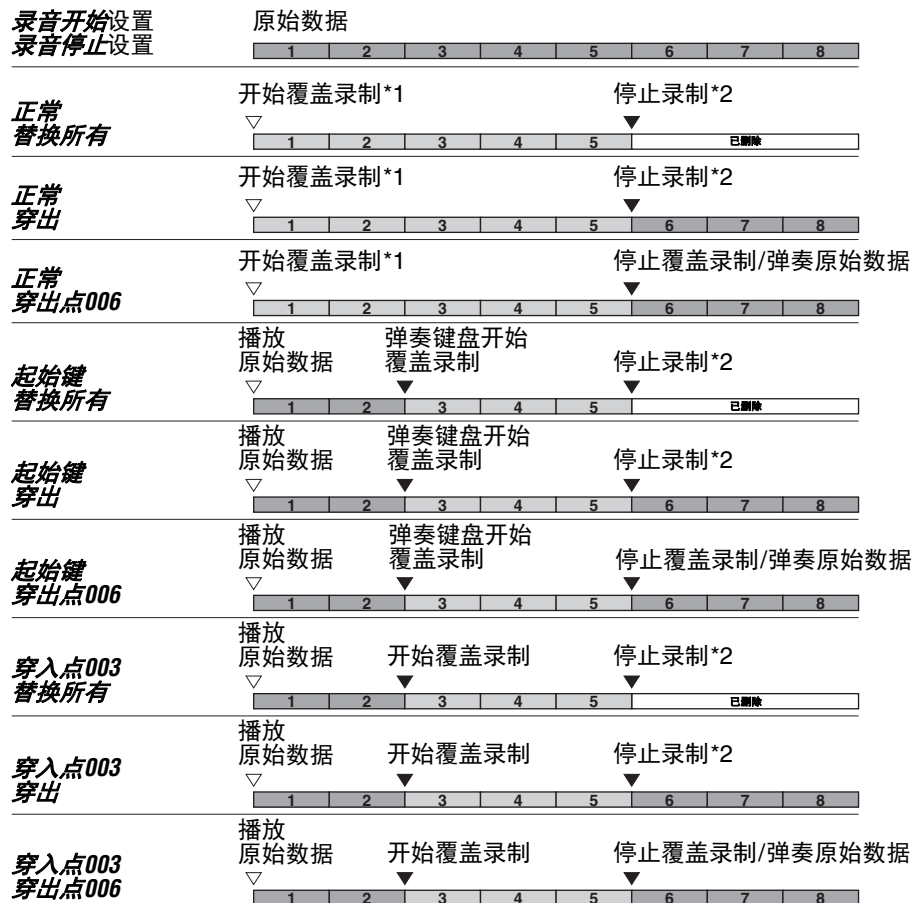 录音开始设置
录音停止设置
原始数据
1 2 3 4 5 6 7 8
正常
替换所有
开始覆盖录制*1 停止录制*2
1 2 3 4 5 已删除
正常
穿出
开始覆盖录制*1 停止录制*2
1 2 3 4 5 6 7 8
正常
穿出点006
开始覆盖录制*1 停止覆盖录制/弹奏原始数据
1 2 3 4 5 6 7 8
起始键
替换所有
播放 弹奏键盘开始
原始数据 覆盖录制 停止录制*2
1 2 3 4 5 已删除
起始键
穿出
播放 弹奏键盘开始
原始数据 覆盖录制 停止录制*2
1 2 3 4 5 6 7 8
起始键
穿出点006
播放 弹奏键盘开始
原始数据 覆盖录制 停止覆盖录制/弹奏原始数据
1 2 3 4 5 6 7 8
穿入点003
替换所有
播放
原始数据 开始覆盖录制 停止录制*2
1 2 3 4 5 已删除
穿入点003
穿出
播放
原始数据 开始覆盖录制 停止录制*2
1 2 3 4 5 6 7 8
穿入点003
穿出点006
播放
原始数据 开始覆盖录制 停止覆盖录制/弹奏原始数据
1 2 3 4 5 6 7 8